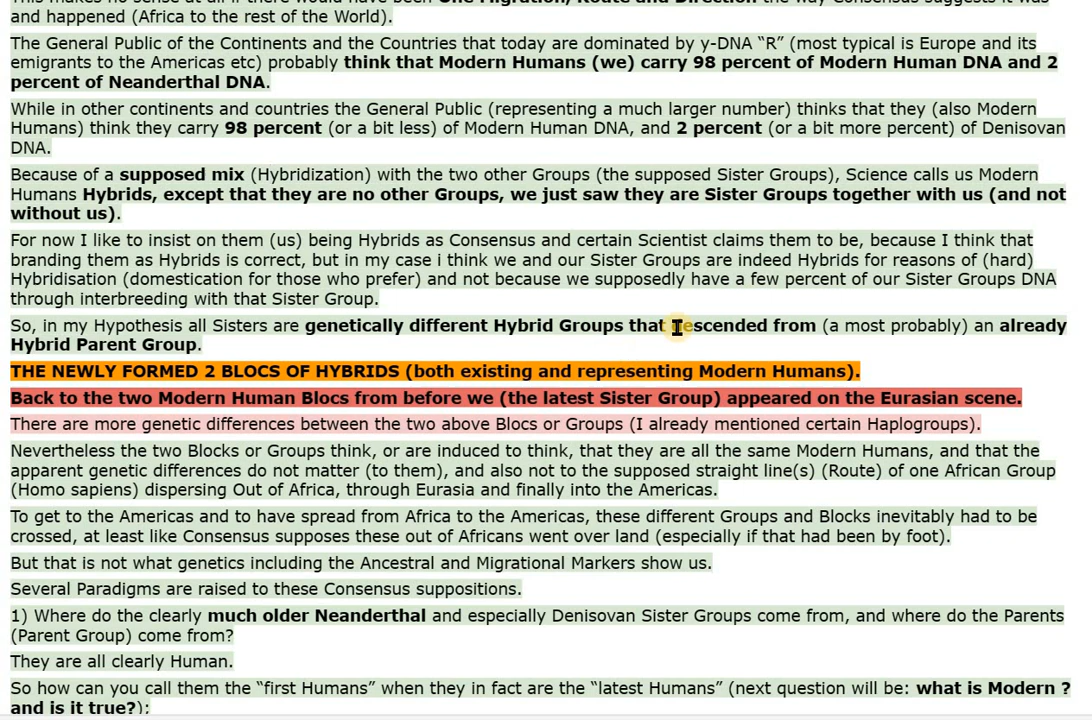 This makes no sense at all if there would have been One Migration, Route and Direction the way Consensus suggests it was
and happened (Africa to the rest of the World).
The General Public of the Continents and the Countries that today are dominated by y-DNA “R” (most typical is Europe and its
emigrants to the Americas etc) probably think that Modern Humans (we) carry 98 percent of Modern Human DNA and 2
percent of Neanderthal DNA.
While in other continents and countries the General Public (representing a much larger number) thinks that they (also Modern
Humans) think they carry 98 percent (or a bit less) of Modern Human DNA, and 2 percent (or a bit more percent) of Denisovan
DNA.
Because of a supposed mix (Hybridization) with the two other Groups (the supposed Sister Groups), Science calls us Modern
Humans Hybrids, except that they are no other Groups, we just saw they are Sister Groups together with us (and not
without us).
For now I like to insist on them (us) being Hybrids as Consensus and certain Scientist claims them to be, because I think that
branding them as Hybrids is correct, but in my case i think we and our Sister Groups are indeed Hybrids for reasons of (hard)
Hybridisation (domestication for those who prefer) and not because we supposedly have a few percent of our Sister Groups DNA
through interbreeding with that Sister Group.
So, in my Hypothesis all Sisters are genetically different Hybrid Groups that descended from (a most probably) an already
Hybrid Parent Group.
THE NEWLY FORMED 2 BLOCS OF HYBRIDS (both existing and representing Modern Humans).
Back to the two Modern Human Blocs from before we (the latest Sister Group) appeared on the Eurasian scene.
There are more genetic differences between the two above Blocs or Groups (I already mentioned certain Haplogroups).
Nevertheless the two Blocks or Groups think, or are induced to think, that they are all the same Modern Humans, and that the
apparent genetic differences do not matter (to them), and also not to the supposed straight line(s) (Route) of one African Group
(Homo sapiens) dispersing Out of Africa, through Eurasia and finally into the Americas.
To get to the Americas and to have spread from Africa to the Americas, these different Groups and Blocks inevitably had to be
crossed, at least like Consensus supposes these out of Africans went over land (especially if that had been by foot).
But that is not what genetics including the Ancestral and Migrational Markers show us.
Several Paradigms are raised to these Consensus suppositions.
1) Where do the clearly much older Neanderthal and especially Denisovan Sister Groups come from, and where do the Parents
(Parent Group) come from?
They are all clearly Human.
So how can you call them the “first Humans” when they in fact are the “latest Humans” (next question will be: what is Modern ?
and is it true?);